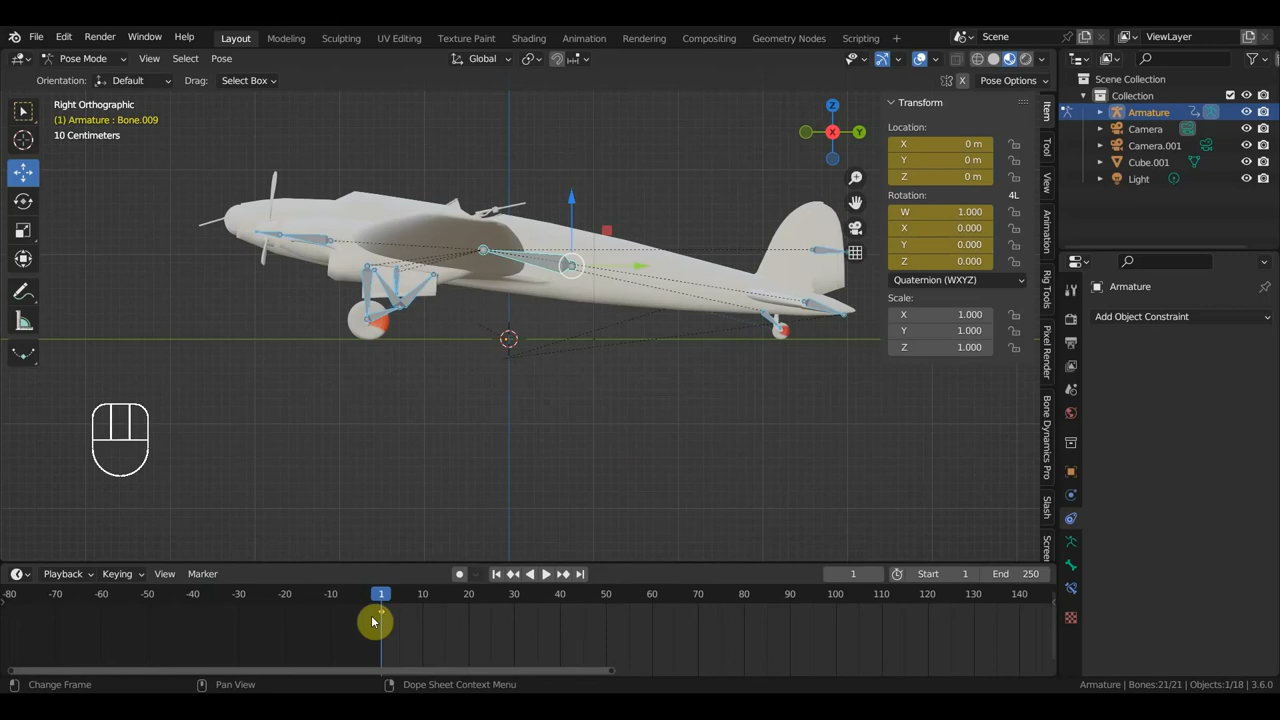 File Edit Render Window Help Layout Modeling Sculpting UV Editing Texture Paint Shading Animation Rendering Compositing Geometry Nodes Scripting + Scene ViewLayer
Pose Mode View Select Pose Global
Orientation: Default Drag: Select Box X Pose Options
Right Orthographic
(1) Armature : Bone.009
10 Centimeters
Z
X
Y
Transform
Location:
X 0 m
Y 0 m
Z 0 m
Rotation: 4L
W 1.000
X 0.000
Y 0.000
Z 0.000
Quaternion (WXYZ)
Scale:
X 1.000
Y 1.000
Z 1.000
Item
Tool
View
Animation
Rig Tools
Pixel Render
Bone Dynamics Pro
Slash
Screen
Scene Collection
Collection
Armature
Camera
Camera.001
Cube.001
Light
Armature
Add Object Constraint
Playback Keying View Marker 1 Start 1 End 250
-80 -70 -60 -50 -40 -30 -20 -10 1 10 20 30 40 50 60 70 80 90 100 110 120 130 140
Change Frame Pan View Dope Sheet Context Menu Armature | Bones:21/21 | Objects:1/18 | 3.6.0